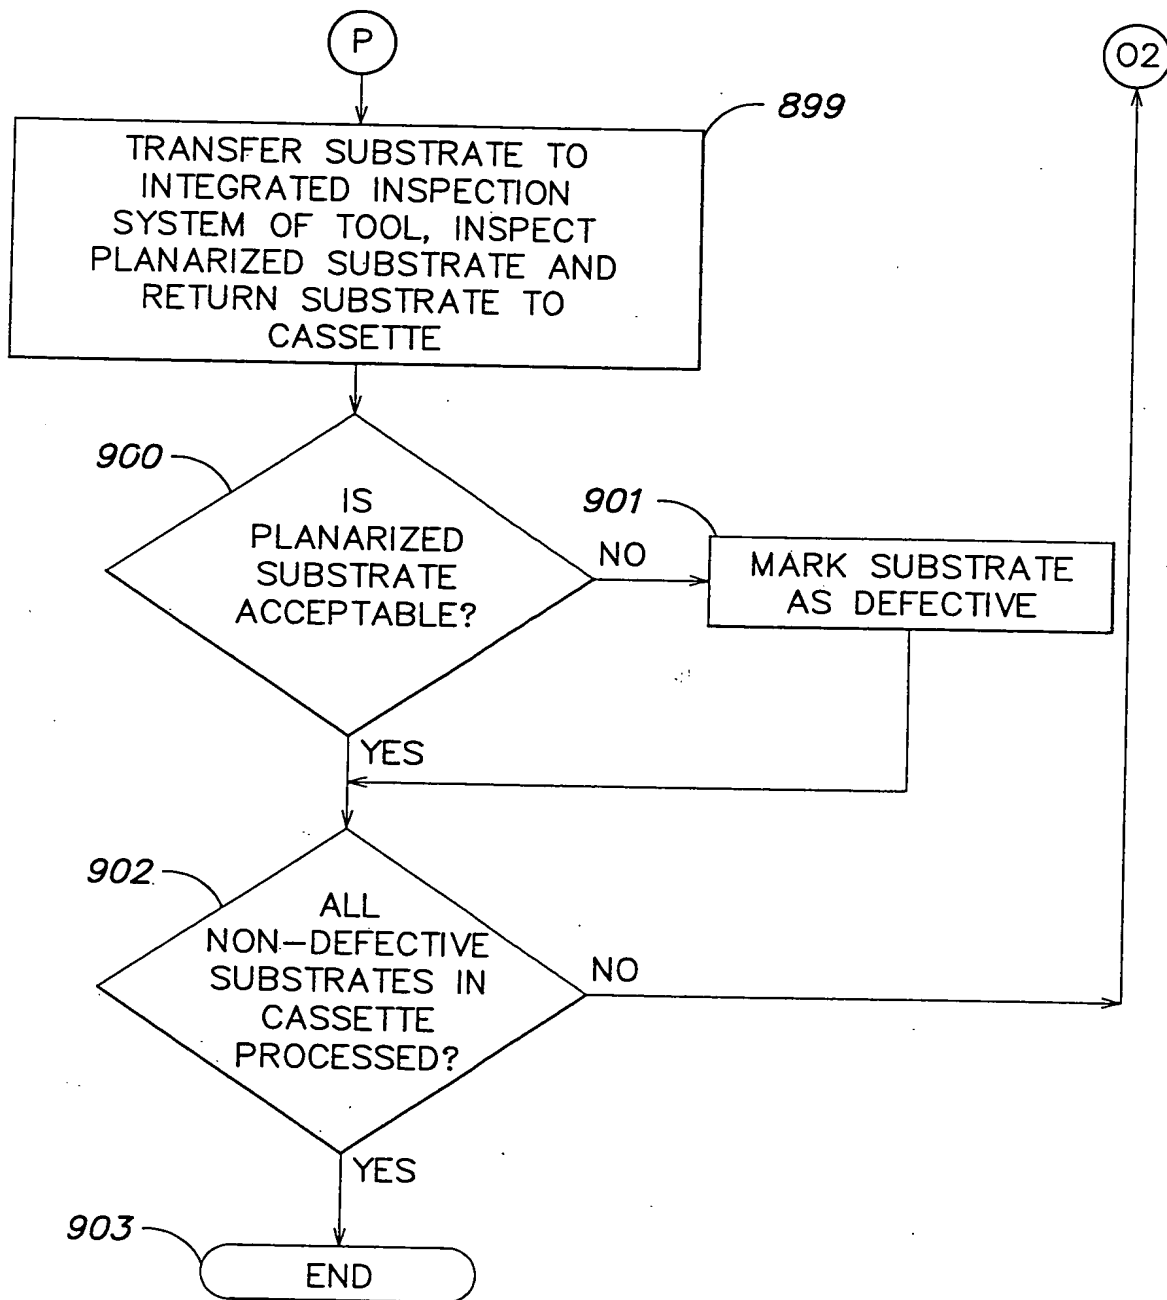 P
O2
899
TRANSFER SUBSTRATE TO
INTEGRATED INSPECTION
SYSTEM OF TOOL, INSPECT
PLANARIZED SUBSTRATE AND
RETURN SUBSTRATE TO
CASSETTE
900
IS
PLANARIZED
SUBSTRATE
ACCEPTABLE?
NO
901
MARK SUBSTRATE
AS DEFECTIVE
YES
902
ALL
NON-DEFECTIVE
SUBSTRATES IN
CASSETTE
PROCESSED?
NO
YES
903
END